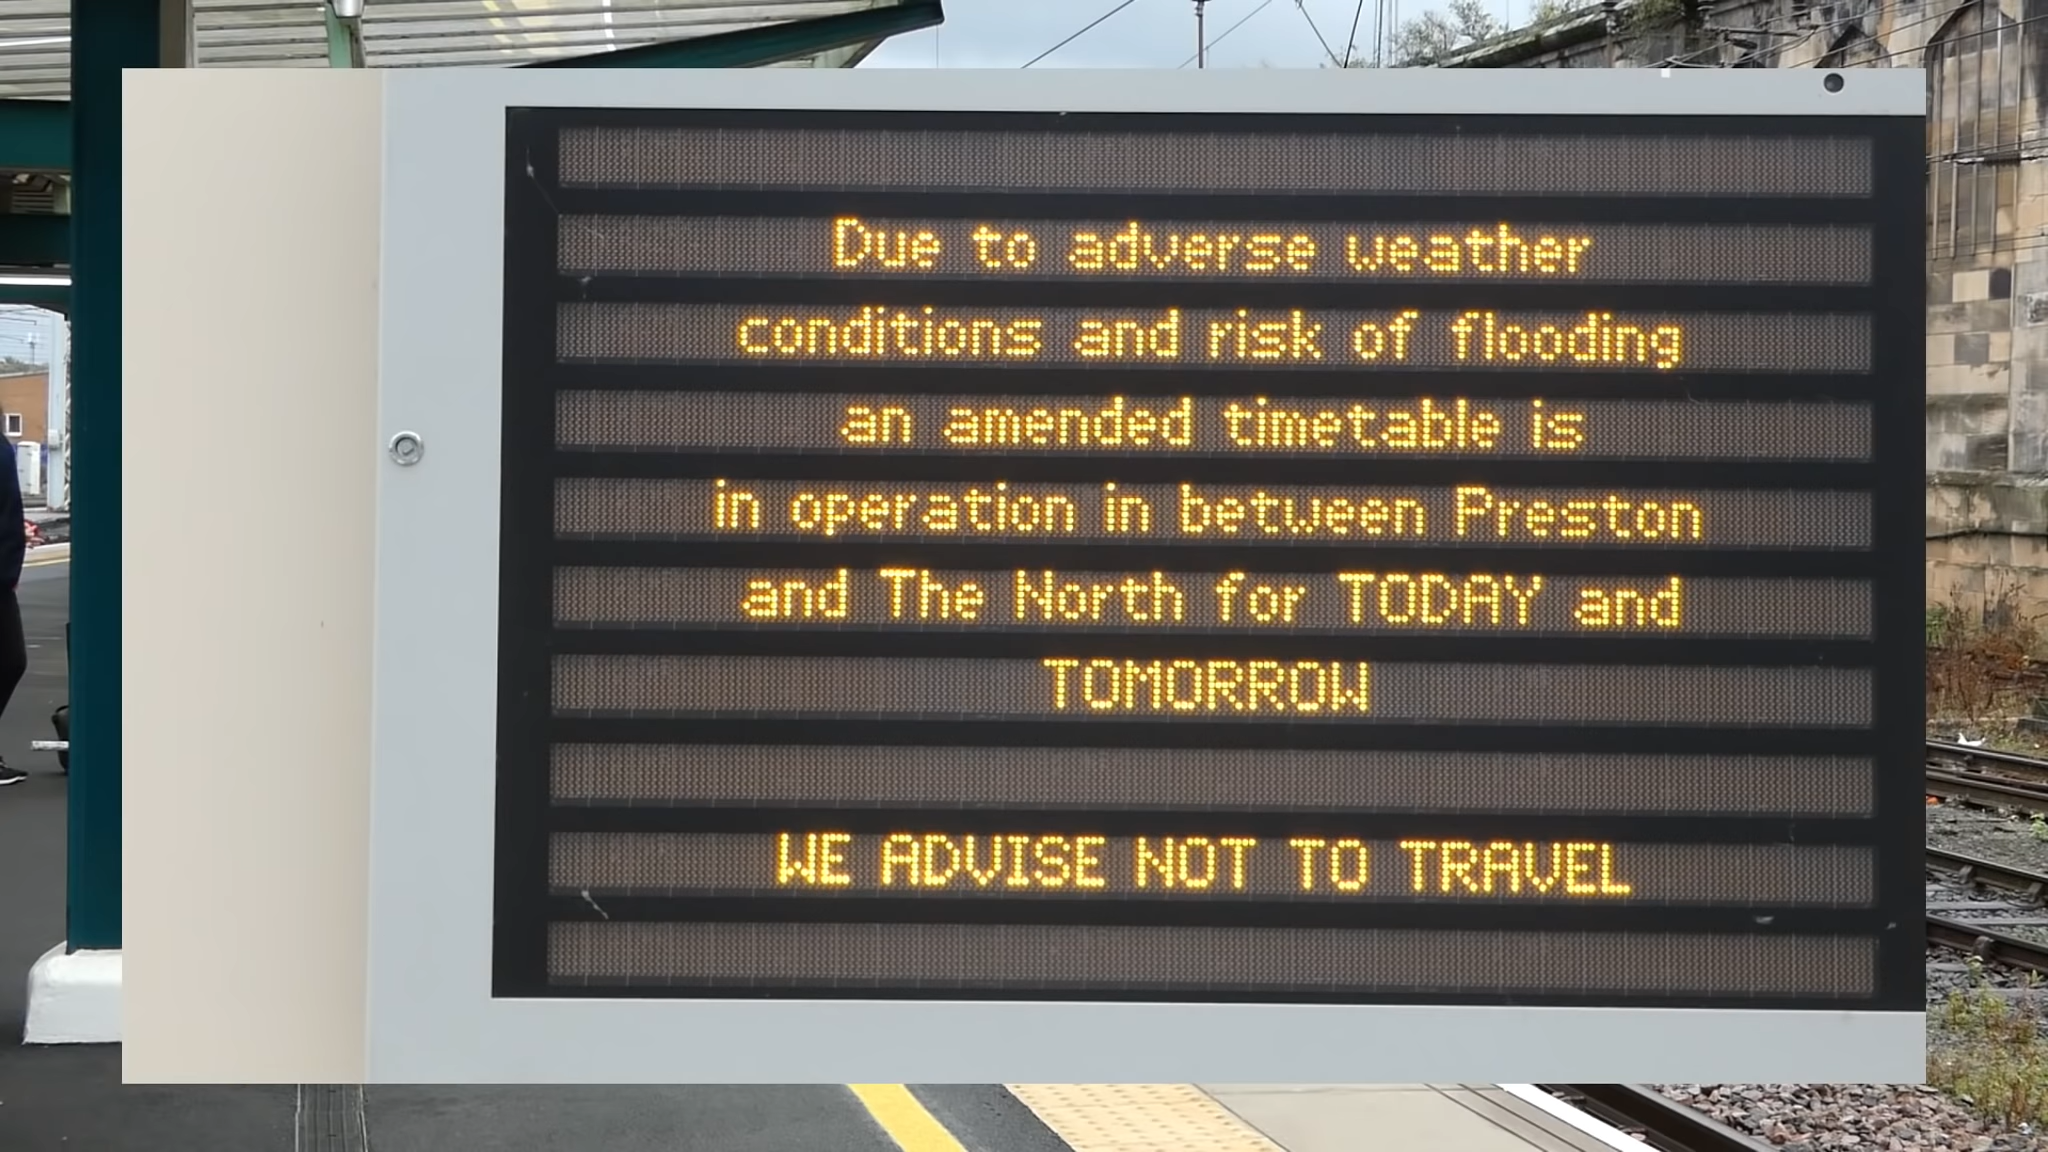 Due to adverse weather
conditions and risk of flooding
an amended timetable is
in operation in between Preston
and The North for TODAY and
TOMORROW
WE ADVISE NOT TO TRAVEL